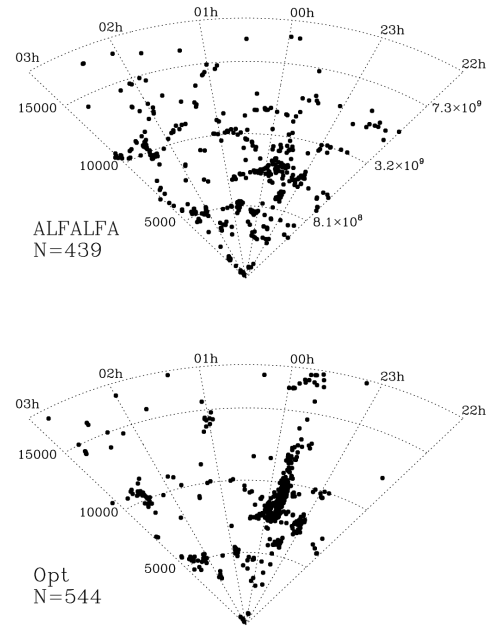 01h
00h
02h
23h
03h
22h
15000
7.3×10⁹
10000
3.2×10⁹
5000
8.1×10⁸
ALFALFA
N=439
01h
00h
02h
23h
03h
22h
15000
10000
5000
Opt
N=544